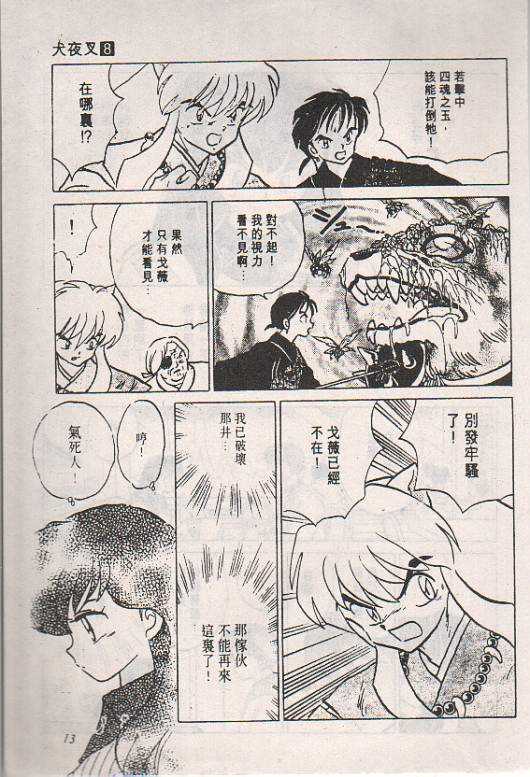 犬夜叉8
若擊中
四魂之玉，
該能打倒牠！
在哪裏!?
對不起！
我的視力
看不見啊…
果然
只有戈薇
才能看見…
！
別發牢騷
了！
戈薇已經
不在！
我已破壞
那井…
那傢伙
不能再來
這裏了！
哼！
氣死人！
13